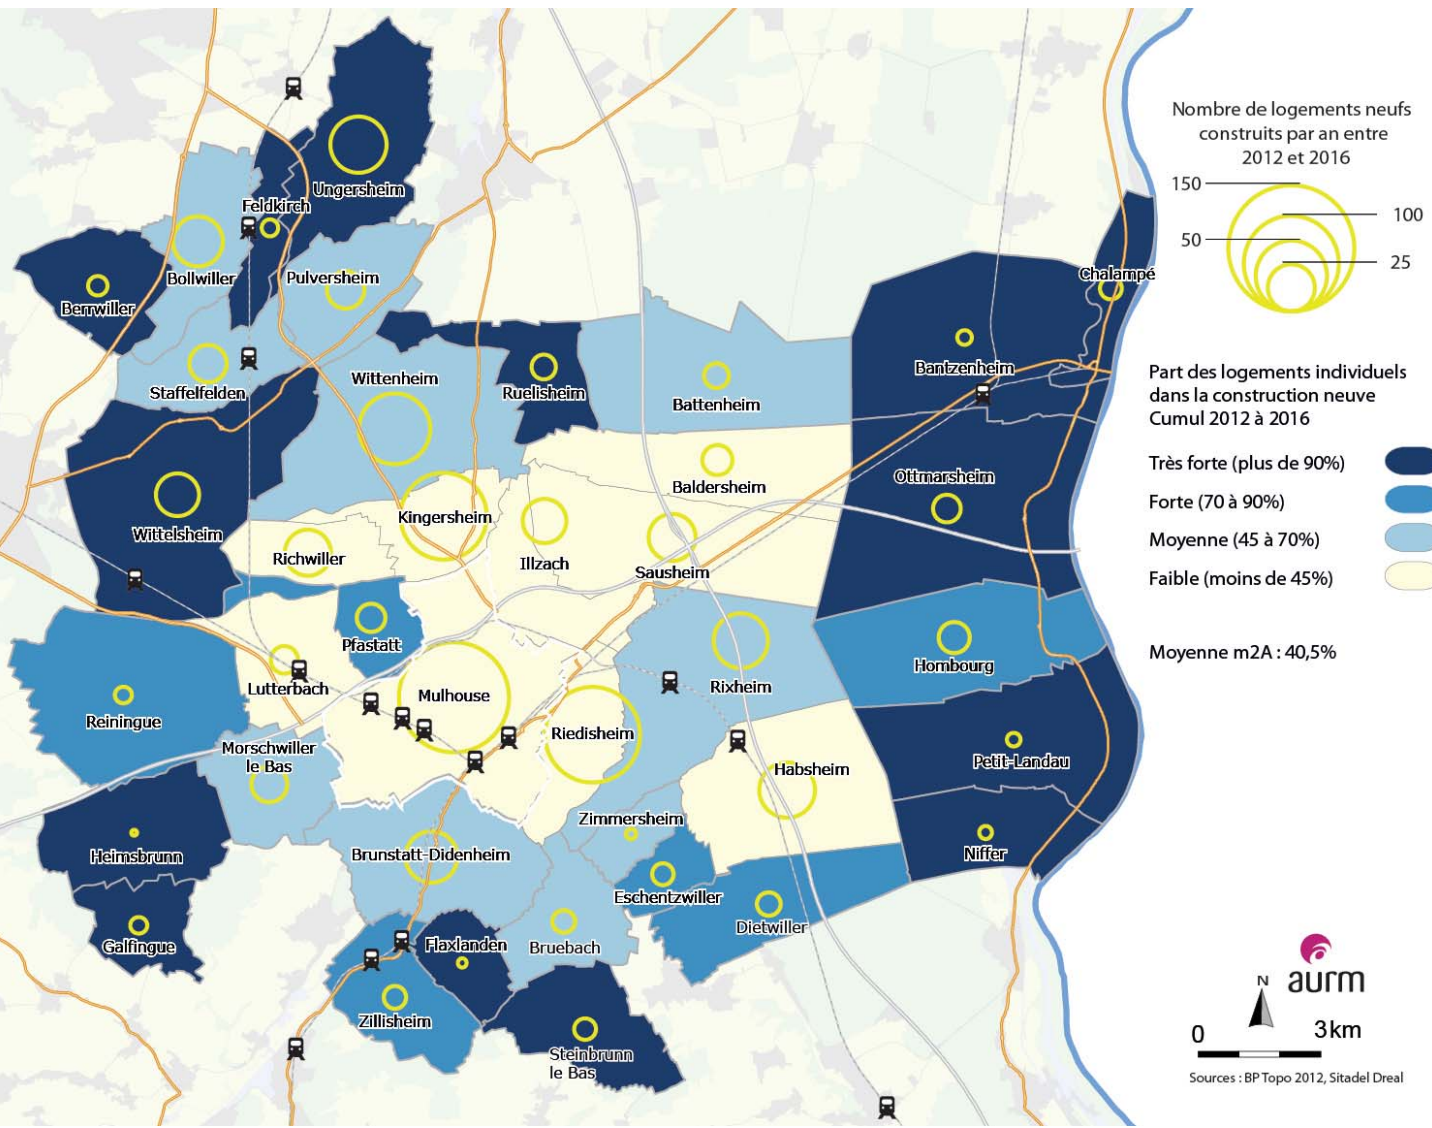 Nombre de logements neufs
construits par an entre
2012 et 2016
150
100
50
25
Part des logements individuels
dans la construction neuve
Cumul 2012 à 2016
Très forte (plus de 90%)
Forte (70 à 90%)
Moyenne (45 à 70%)
Faible (moins de 45%)
Moyenne m2A : 40,5%
Ungersheim
Feldkirch
Bollwiller
Pulversheim
Berrwiller
Chalampé
Bantzenheim
Staffelfelden
Wittenheim
Ruelisheim
Battenheim
Baldersheim
Ottmarsheim
Wittelsheim
Kingersheim
Richwiller
Illzach
Sausheim
Pfastatt
Hombourg
Lutterbach
Mulhouse
Rixheim
Reiningue
Riedisheim
Morschwiller
le Bas
Habsheim
Petit-Landau
Zimmersheim
Heimsbrunn
Brunstatt-Didenheim
Niffer
Eschentzwiller
Dietwiller
Galfingue
Flaxlanden
Bruebach
Zillisheim
Steinbrunn
le Bas
aurm
N
0
3km
Sources : BP Topo 2012, Sitadel Dreal